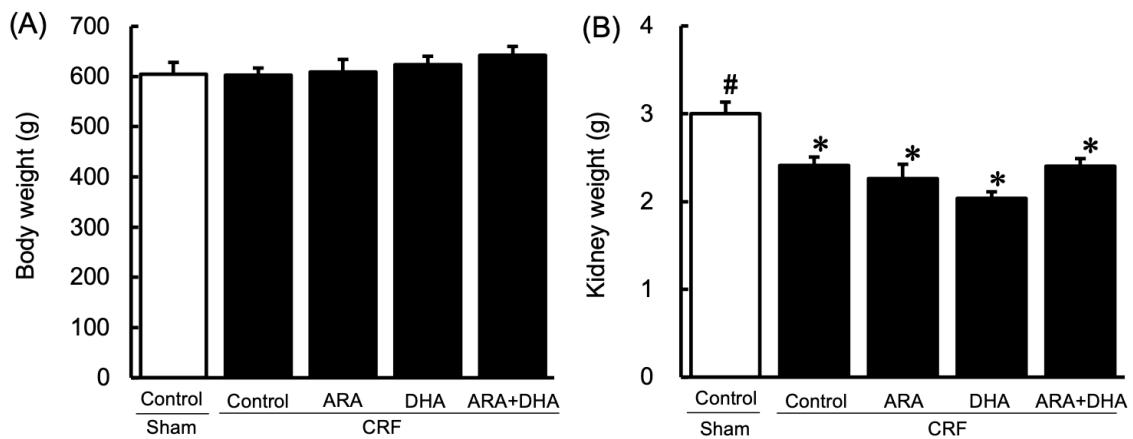 (A)
Body weight (g)
700
600
500
400
300
200
100
0
Control Control ARA DHA ARA+DHA
Sham CRF
(B)
Kidney weight (g)
4
3
2
1
0
#
*
*
*
*
Control Control ARA DHA ARA+DHA
Sham CRF